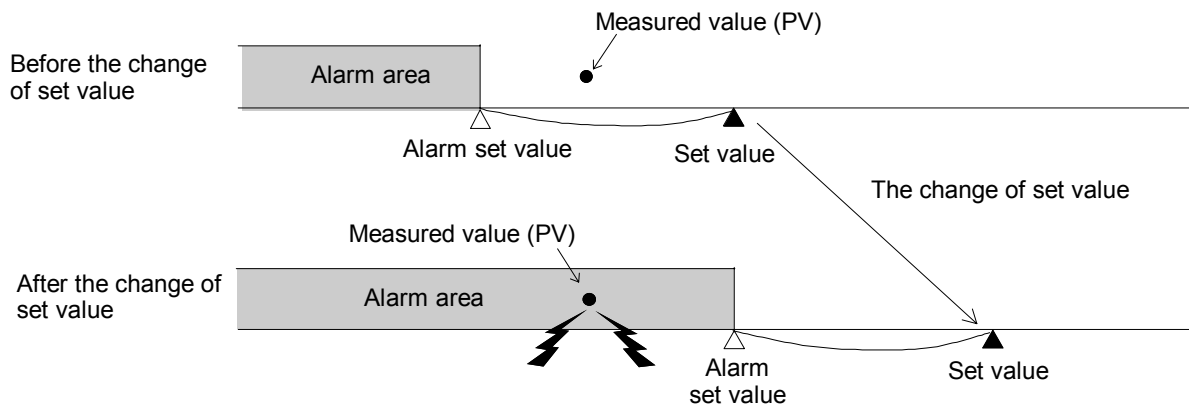 Measured value (PV)
Before the change
of set value
Alarm area
Alarm set value
Set value
The change of set value
Measured value (PV)
After the change of
set value
Alarm area
Alarm
set value
Set value